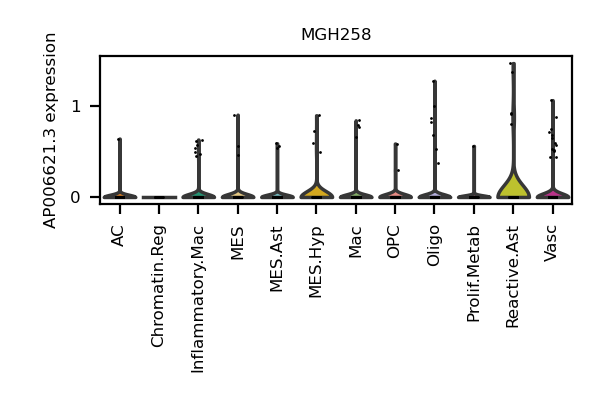 MGH258
AP006621.3 expression
1
0
AC
Chromatin.Reg
Inflammatory.Mac
MES
MES.Ast
MES.Hyp
Mac
OPC
Oligo
Prolif.Metab
Reactive.Ast
Vasc